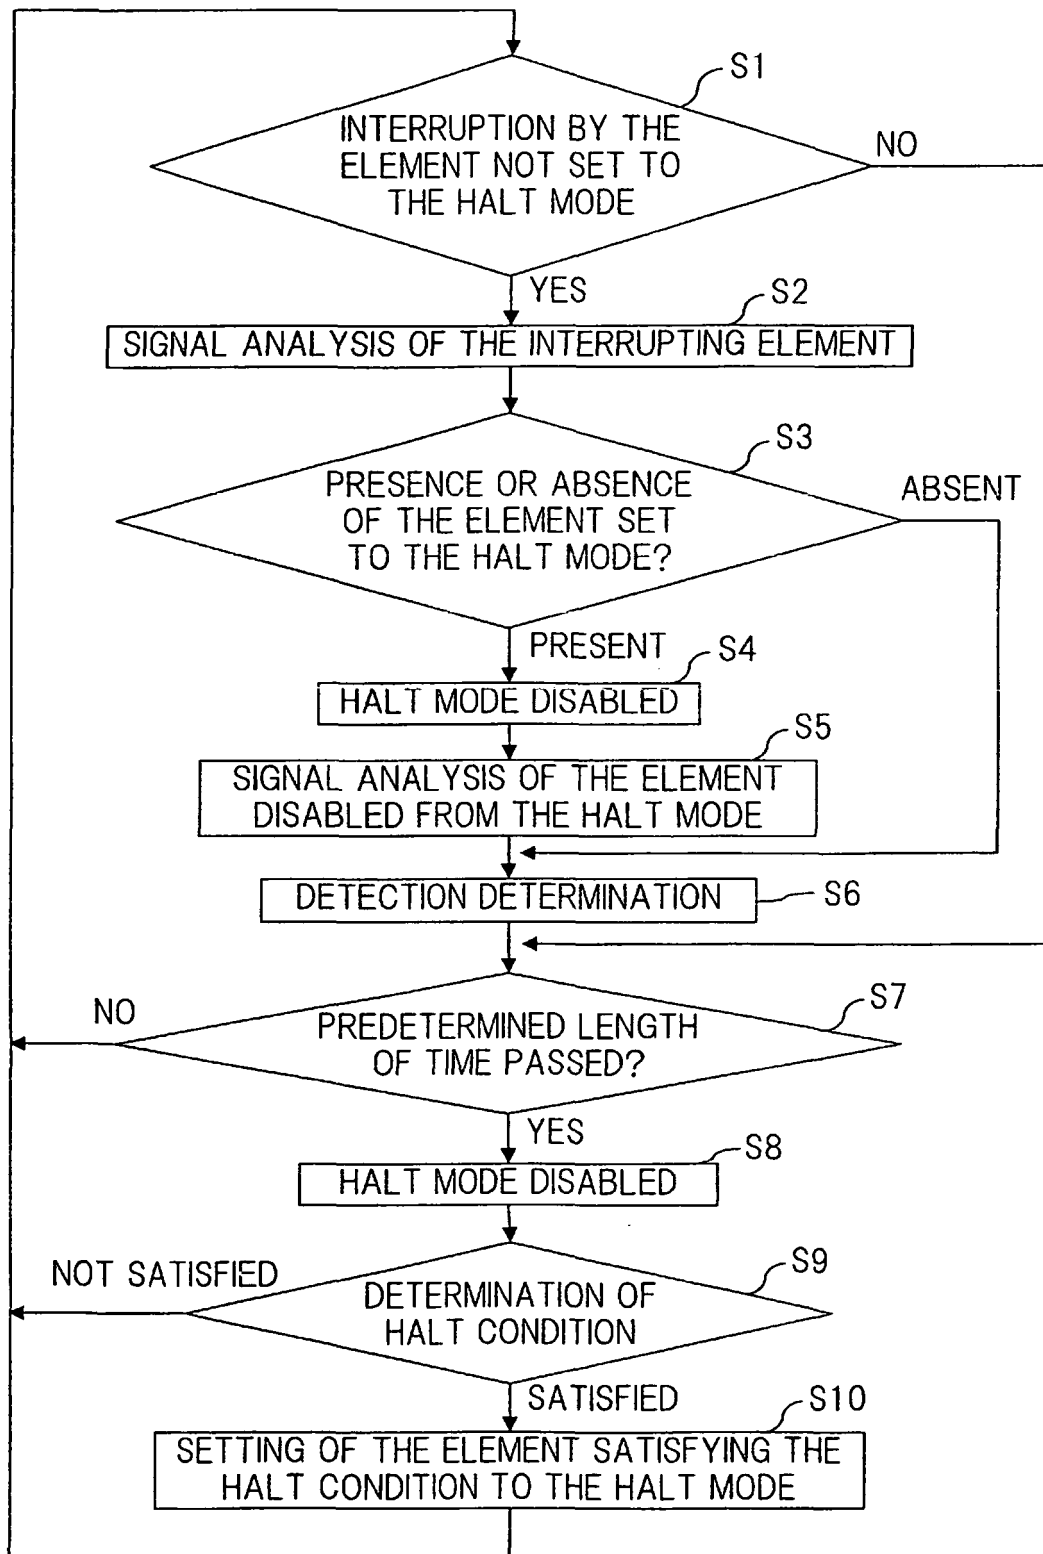 S1
INTERRUPTION BY THE
ELEMENT NOT SET TO
THE HALT MODE
NO
YES
S2
SIGNAL ANALYSIS OF THE INTERRUPTING ELEMENT
S3
PRESENCE OR ABSENCE
OF THE ELEMENT SET
TO THE HALT MODE?
ABSENT
PRESENT
S4
HALT MODE DISABLED
S5
SIGNAL ANALYSIS OF THE ELEMENT
DISABLED FROM THE HALT MODE
DETECTION DETERMINATION
S6
NO
S7
PREDETERMINED LENGTH
OF TIME PASSED?
YES
S8
HALT MODE DISABLED
NOT SATISFIED
S9
DETERMINATION OF
HALT CONDITION
SATISFIED
S10
SETTING OF THE ELEMENT SATISFYING THE
HALT CONDITION TO THE HALT MODE